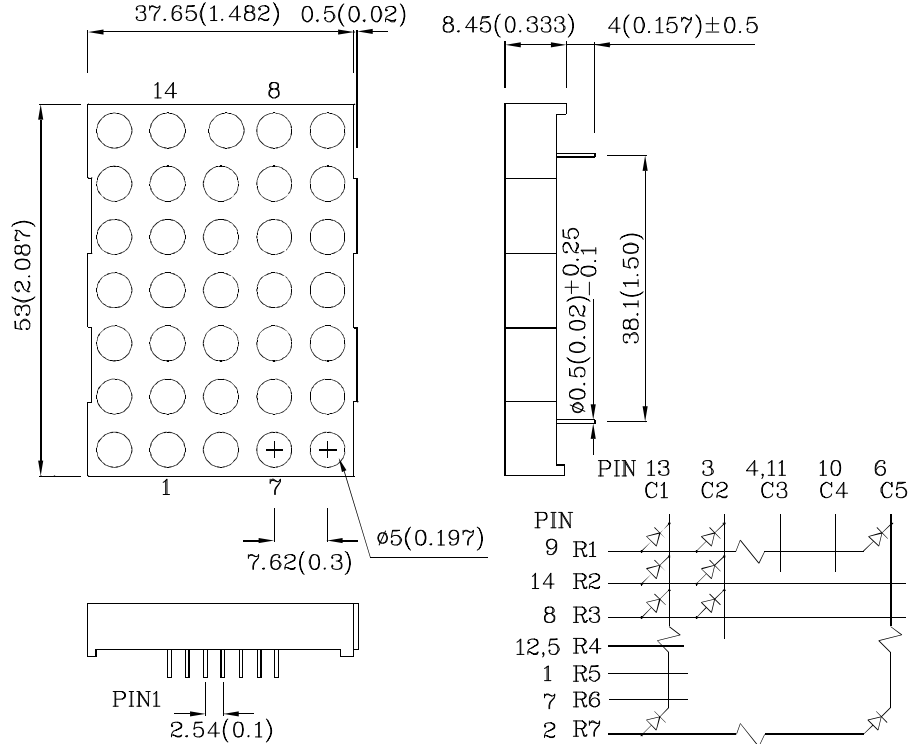 37.65(1.482)
0.5(0.02)
8.45(0.333)
4(0.157)±0.5
14
8
53(2.087)
ø0.5(0.02)+0.25
-0.1
38.1(1.50)
1
7
ø5(0.197)
7.62(0.3)
PIN1
2.54(0.1)
PIN 13 3 4,11 10 6
C1 C2 C3 C4 C5
PIN
9 R1
14 R2
8 R3
12,5 R4
1 R5
7 R6
2 R7